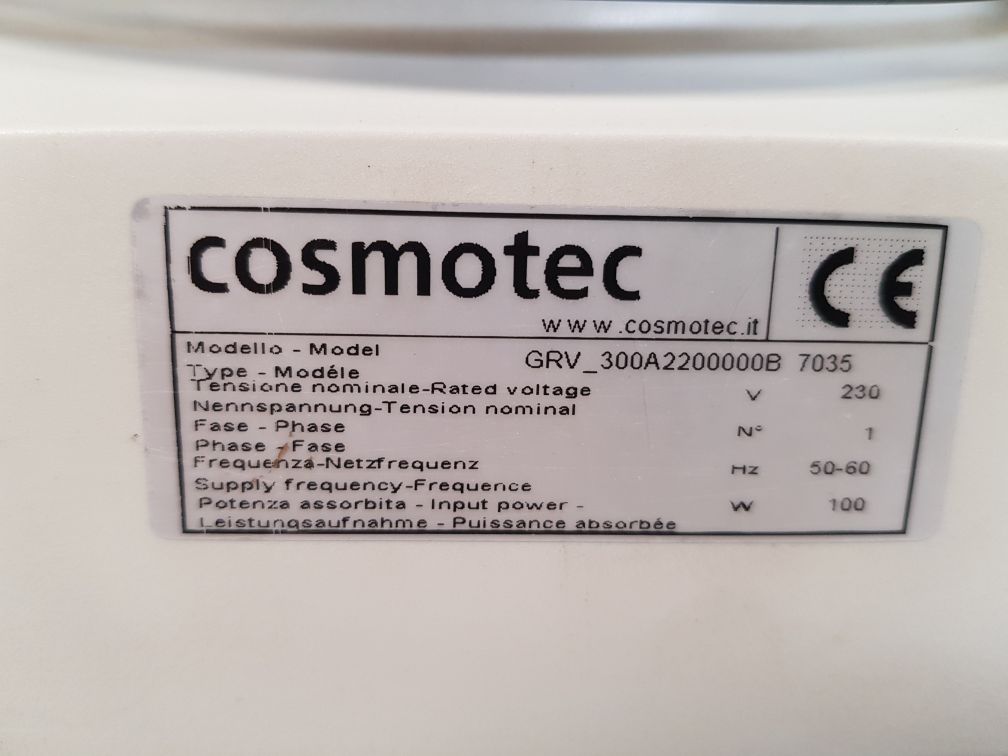 cosmotec
CE
www.cosmotec.it
Modello - Model
GRV_300A2200000B 7035
Type - Modéle
Tensione nominale-Rated voltage V 230
Nennspannung-Tension nominal
Fase - Phase N° 1
Phase - Fase
Frequenza-Netzfrequenz Hz 50-60
Supply frequency-Frequence
Potenza assorbita - Input power - W 100
Leistungsaufnahme - Puissance absorbée